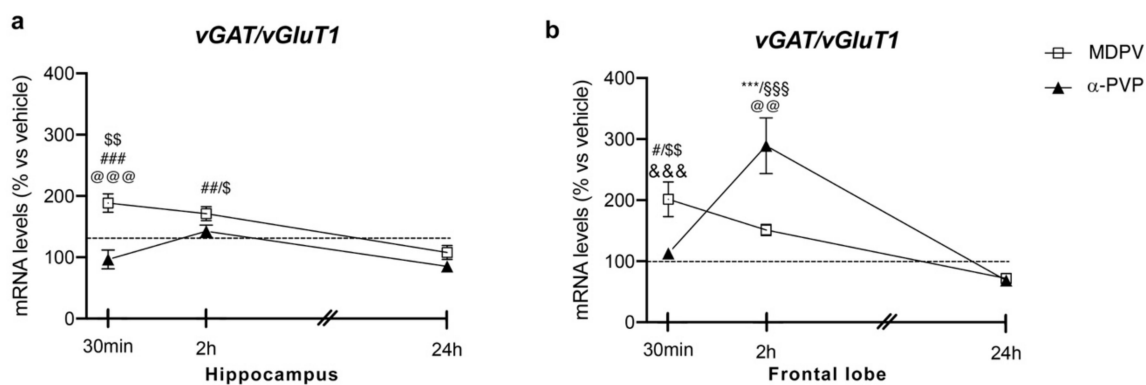 a
vGAT/vGluT1
mRNA levels (% vs vehicle)
400
300
200
100
0
$$
###
@@@
##/$
30min
2h
24h
Hippocampus
b
vGAT/vGluT1
mRNA levels (% vs vehicle)
400
300
200
100
0
#/$$
&&&
***/§§§
@@
30min
2h
24h
Frontal lobe
MDPV
α-PVP